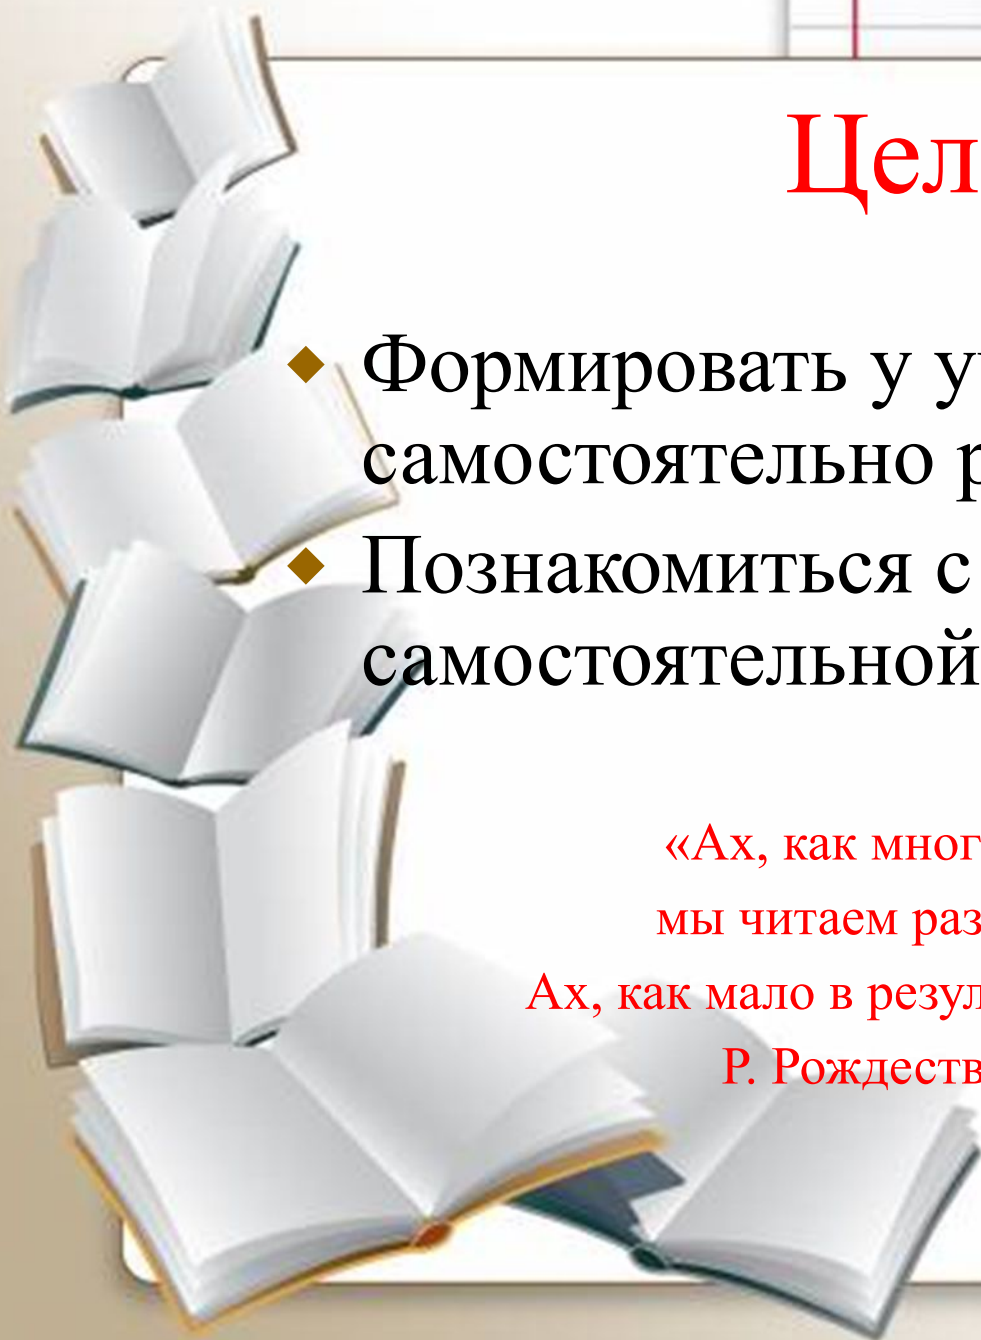 Цел
Формировать у у
самостоятельно р
Познакомиться с
самостоятельной
«Ах, как мног
мы читаем раз
Ах, как мало в резул
Р. Рождеств